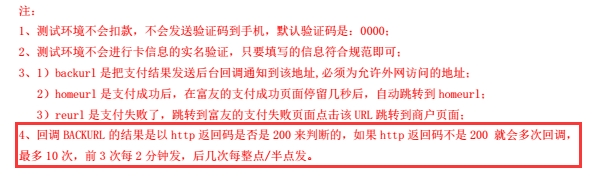 注：
1、测试环境不会扣款，不会发送验证码到手机，默认验证码是：0000；
2、测试环境不会进行卡信息的实名验证，只要填写的信息符合规范即可；
3、1）backurl 是把支付结果发送后台回调通知到该地址,必须为允许外网访问的地址；
2）homeurl 是支付成功后，在富友的支付成功页面停留几秒后，自动跳转到 homeurl；
3）reurl 是支付失败了，跳转到富友的支付失败页面点击该 URL 跳转到商户页面；
4、回调 BACKURL 的结果是以 http 返回码是否是 200 来判断的，如果 http 返回码不是 200 就会多次回调，
最多 10 次，前 3 次每 2 分钟发，后几次每整点/半点发。